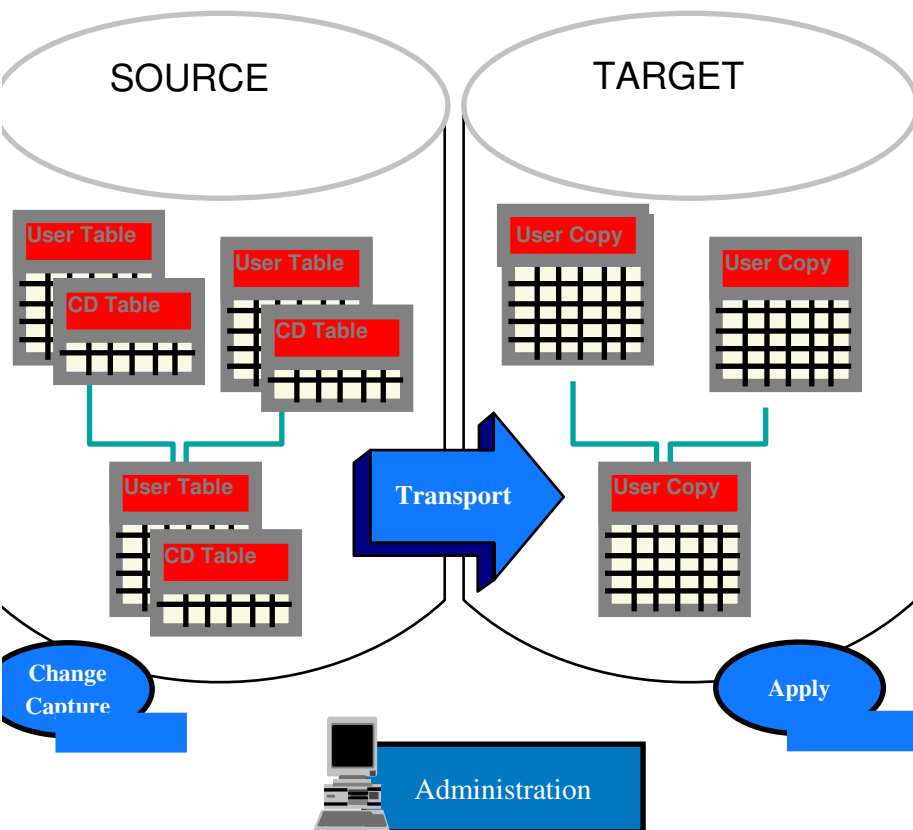 SOURCE
TARGET
User Table
User Table
CD Table
CD Table
User Table
CD Table
User Copy
User Copy
User Copy
Transport
Change
Capture
Apply
Administration